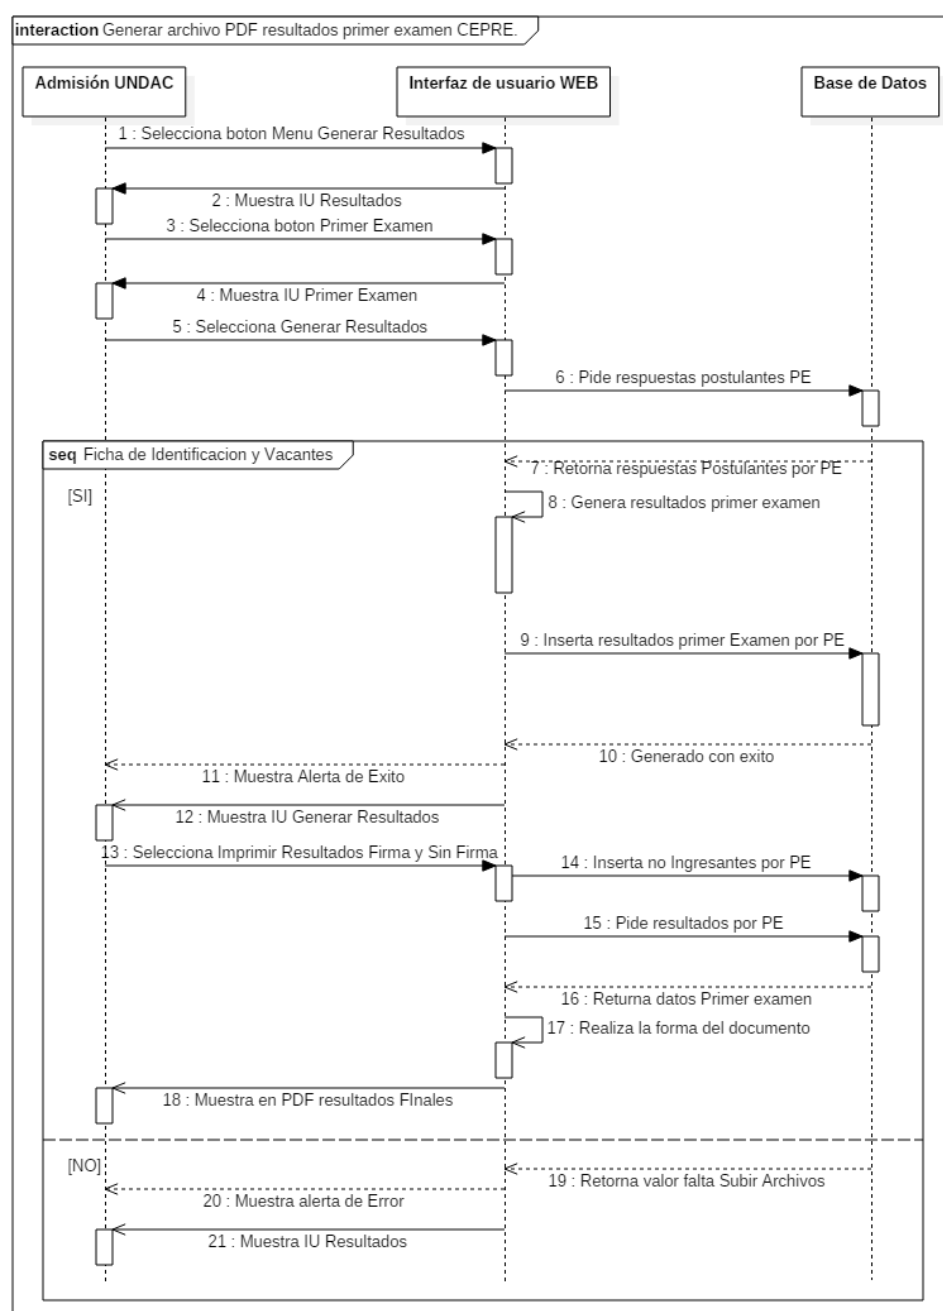 interaction Generar archivo PDF resultados primer examen CEPRE.
Admisión UNDAC
Interfaz de usuario WEB
Base de Datos
1 : Selecciona boton Menu Generar Resultados
2 : Muestra IU Resultados
3 : Selecciona boton Primer Examen
4 : Muestra IU Primer Examen
5 : Selecciona Generar Resultados
6 : Pide respuestas postulantes PE
seq Ficha de Identificacion y Vacantes
7 : Retorna respuestas Postulantes por PE
[SI]
8 : Genera resultados primer examen
9 : Inserta resultados primer Examen por PE
10 : Generado con exito
11 : Muestra Alerta de Exito
12 : Muestra IU Generar Resultados
13 : Selecciona Imprimir Resultados Firma y Sin Firma
14 : Inserta no Ingresantes por PE
15 : Pide resultados por PE
16 : Returna datos Primer examen
17 : Realiza la forma del documento
18 : Muestra en PDF resultados FInales
[NO]
19 : Retorna valor falta Subir Archivos
20 : Muestra alerta de Error
21 : Muestra IU Resultados